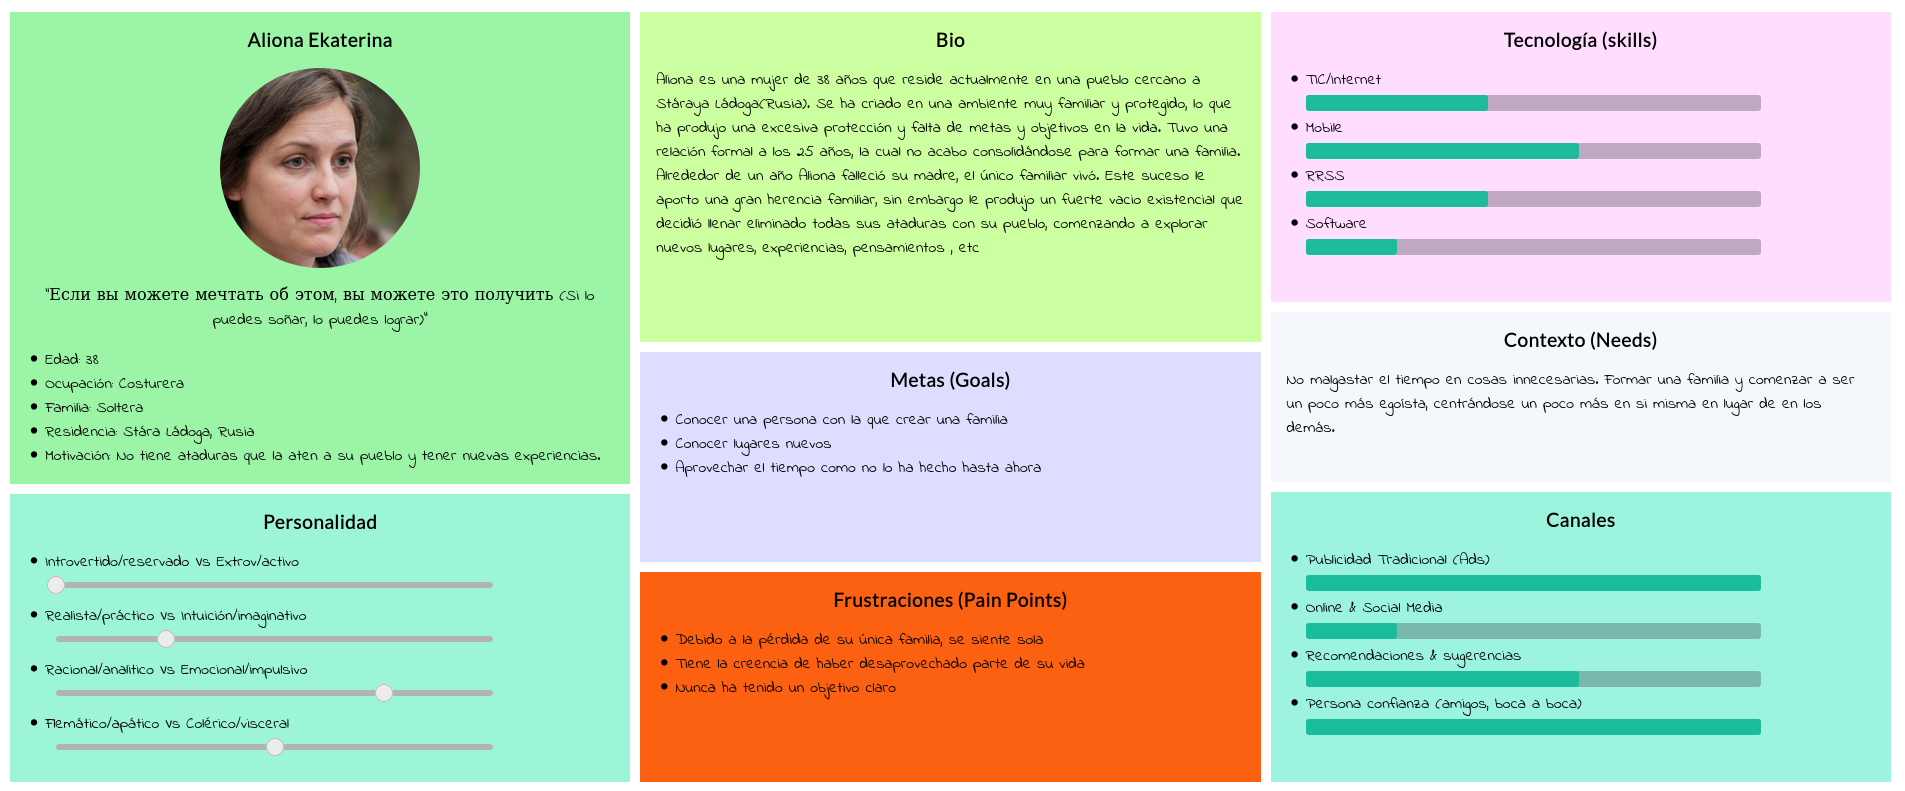 Aliona Ekaterina
"Если вы можете мечтать об этом, вы можете это получить (Si lo
puedes soñar, lo puedes lograr)"
Edad: 38
Ocupación: Costurera
Familia: Soltera
Residencia: Stára Ládoga, Rusia
Motivación: No tiene ataduras que la aten a su pueblo y tener nuevas experiencias.
Personalidad
Introvertido/reservado Vs Extrov/activo
Realista/práctico Vs Intuición/imaginativo
Racional/analitico Vs Emocional/impulsivo
Flemático/apático Vs Colérico/visceral
Bio
Aliona es una mujer de 38 años que reside actualmente en una pueblo cercano a
Stáraya Ládoga(Rusia). Se ha criado en una ambiente muy familiar y protegido, lo que
ha produjo una excesiva protección y falta de metas y objetivos en la vida. Tuvo una
relación formal a los 25 años, la cual no acabo consolidándose para formar una familia.
Alrededor de un año Aliona falleció su madre, el único familiar vivó. Este suceso le
aporto una gran herencia familiar, sin embargo le produjo un fuerte vacio existencial que
decidió llenar eliminado todas sus ataduras con su pueblo, comenzando a explorar
nuevos lugares, experiencias, pensamientos , etc
Metas (Goals)
Conocer una persona con la que crear una familia
Conocer lugares nuevos
Aprovechar el tiempo como no lo ha hecho hasta ahora
Frustraciones (Pain Points)
Debido a la pérdida de su única familia, se siente sola
Tiene la creencia de haber desaprovechado parte de su vida
Nunca ha tenido un objetivo claro
Tecnología (skills)
TIC/internet
Mobile
RRSS
Software
Contexto (Needs)
No malgastar el tiempo en cosas innecesarias. Formar una familia y comenzar a ser
un poco más egoísta, centrándose un poco más en si misma en lugar de en los
demás.
Canales
Publicidad Tradicional (Ads)
Online & Social Media
Recomendaciones & sugerencias
Persona confianza (amigos, boca a boca)